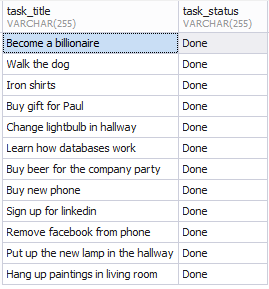 task_title task_status
VARCHAR(255) VARCHAR(255)
Become a billionaire Done
Walk the dog Done
Iron shirts Done
Buy gift for Paul Done
Change lightbulb in hallway Done
Learn how databases work Done
Buy beer for the company party Done
Buy new phone Done
Sign up for linkedin Done
Remove facebook from phone Done
Put up the new lamp in the hallway Done
Hang up paintings in living room Done